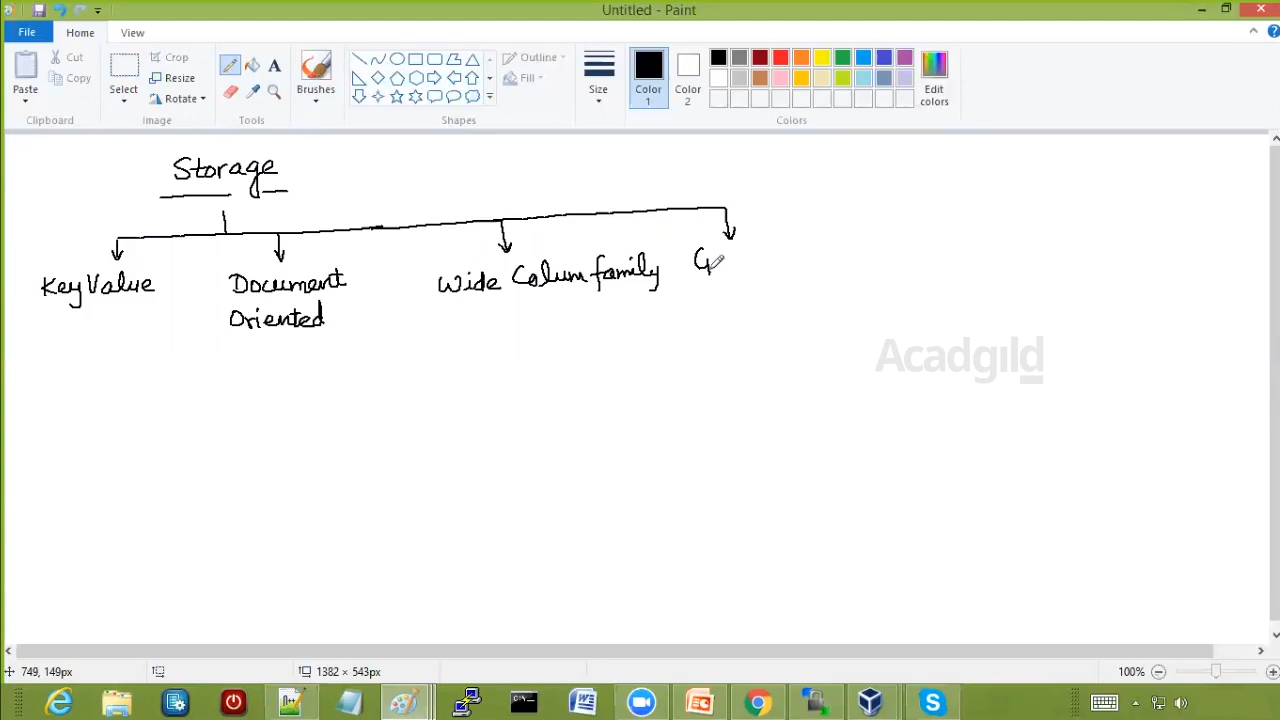 Untitled - Paint
File Home View
Paste
Cut
Copy
Clipboard
Select
Crop
Resize
Rotate
Image
A
Tools
Brushes
Shapes
Outline
Fill
Size
Color 1
Color 2
Edit colors
Colors
Storage
Key Value
Document
Oriented
Wide Colum family
G
Acadgild
749, 149px
1382 × 543px
100%